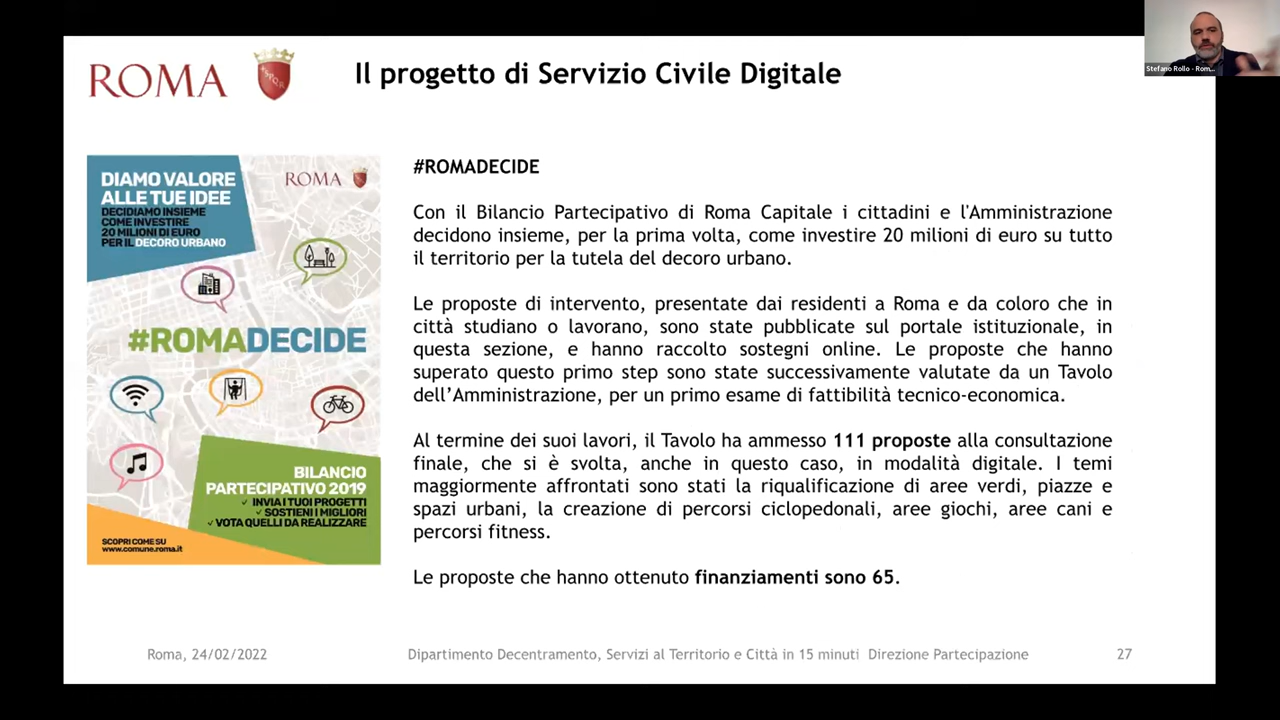 Stefano Rollo - Rom...
ROMA
Il progetto di Servizio Civile Digitale
DIAMO VALORE
ALLE TUE IDEE
DECIDIAMO INSIEME
COME INVESTIRE
20 MILIONI DI EURO
PER IL DECORO URBANO
ROMA
#ROMADECIDE
BILANCIO
PARTECIPATIVO 2019
✓ INVIA I TUOI PROGETTI
✓ SOSTIENI I MIGLIORI
✓ VOTA QUELLI DA REALIZZARE
SCOPRI COME SU
www.comune.roma.it
#ROMADECIDE
Con il Bilancio Partecipativo di Roma Capitale i cittadini e l'Amministrazione
decidono insieme, per la prima volta, come investire 20 milioni di euro su tutto
il territorio per la tutela del decoro urbano.
Le proposte di intervento, presentate dai residenti a Roma e da coloro che in
città studiano o lavorano, sono state pubblicate sul portale istituzionale, in
questa sezione, e hanno raccolto sostegni online. Le proposte che hanno
superato questo primo step sono state successivamente valutate da un Tavolo
dell’Amministrazione, per un primo esame di fattibilità tecnico-economica.
Al termine dei suoi lavori, il Tavolo ha ammesso 111 proposte alla consultazione
finale, che si è svolta, anche in questo caso, in modalità digitale. I temi
maggiormente affrontati sono stati la riqualificazione di aree verdi, piazze e
spazi urbani, la creazione di percorsi ciclopedonali, aree giochi, aree cani e
percorsi fitness.
Le proposte che hanno ottenuto finanziamenti sono 65.
Roma, 24/02/2022
Dipartimento Decentramento, Servizi al Territorio e Città in 15 minuti Direzione Partecipazione
27